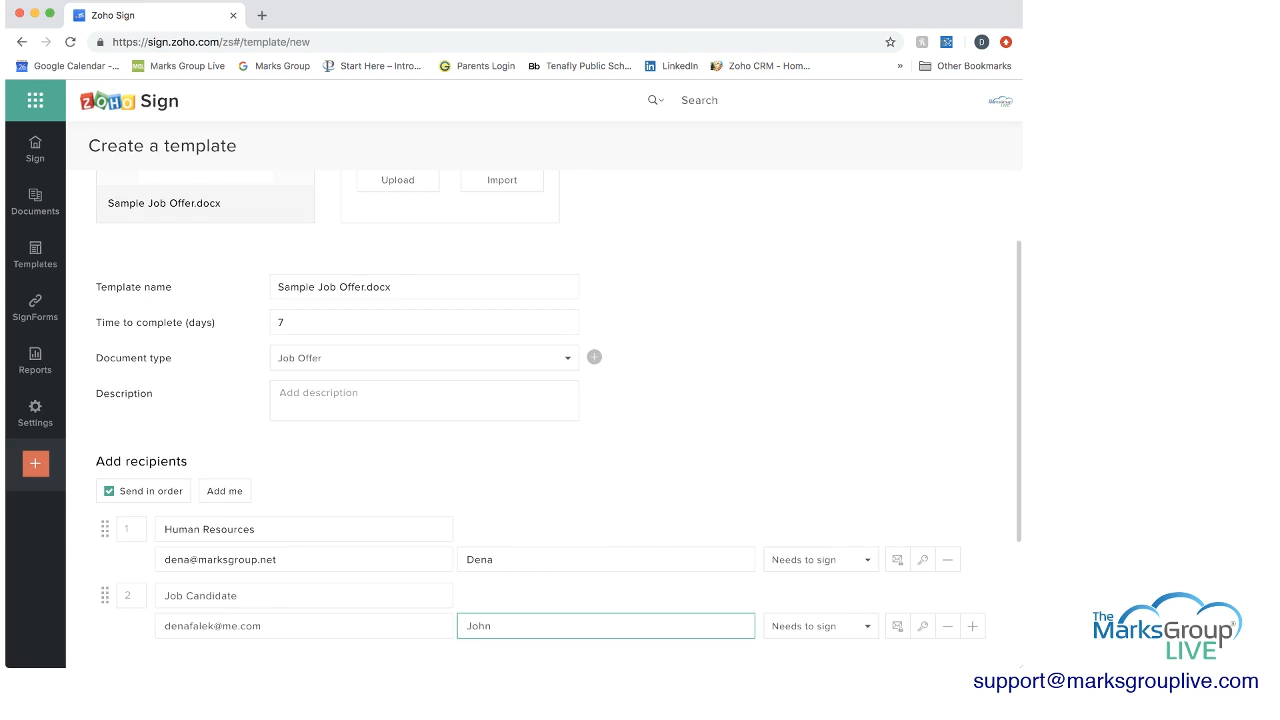 Zoho Sign
https://sign.zoho.com/zs#/template/new
D
Google Calendar -... Marks Group Live Marks Group Start Here – Intro... Parents Login Bb Tenafly Public Sch... LinkedIn Zoho CRM - Hom... » Other Bookmarks
ZOHO Sign
Search
Create a template
Sign
Documents
Templates
SignForms
Reports
Settings
Sample Job Offer.docx
Upload Import
Template name Sample Job Offer.docx
Time to complete (days) 7
Document type Job Offer
Description Add description
Add recipients
Send in order Add me
1 Human Resources
dena@marksgroup.net Dena Needs to sign
2 Job Candidate
denafalek@me.com John Needs to sign
The
MarksGroup®
LIVE
support@marksgrouplive.com